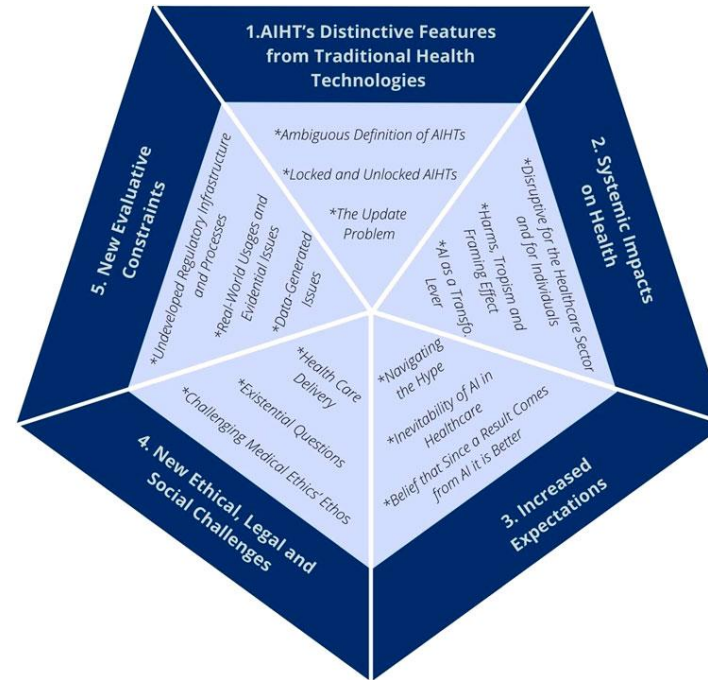 1.AIHT's Distinctive Features
from Traditional Health
Technologies
*Ambiguous Definition of AIHTs
*Locked and Unlocked AIHTs
*The Update
Problem
2. Systemic Impacts
on Health
*Disruptive for the Healthcare Sector
and for Individuals
*Harms, Tropism and
Framing Effect
*AI as a Transfo.
Lever
3. Increased
Expectations
*Navigating
the Hype
*Inevitability of AI in
Healthcare
*Belief that Since a Result Comes
from AI it is Better
4. New Ethical, Legal and
Social Challenges
*Health Care
Delivery
*Existential Questions
*Challenging Medical Ethics' Ethos
5. New Evaluative
Constraints
*Undeveloped Regulatory Infrastructure
and Processes
*Real-World Usages and
Evidential Issues
*Data-Generated
Issues